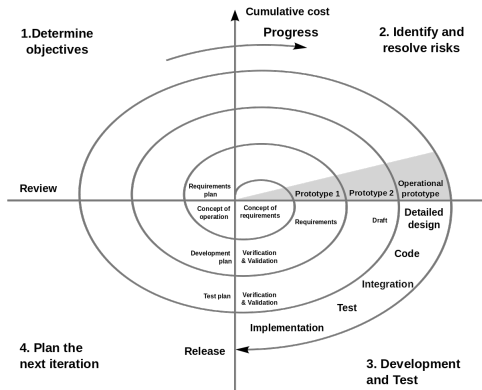 Cumulative cost
1.Determine
objectives
Progress
2. Identify and
resolve risks
Review
Requirements
plan
Prototype 1
Prototype 2
Operational
prototype
Concept of
operation
Concept of
requirements
Requirements
Draft
Detailed
design
Development
plan
Verification
& Validation
Code
Test plan
Verification
& Validation
Integration
Test
Implementation
Release
4. Plan the
next iteration
3. Development
and Test